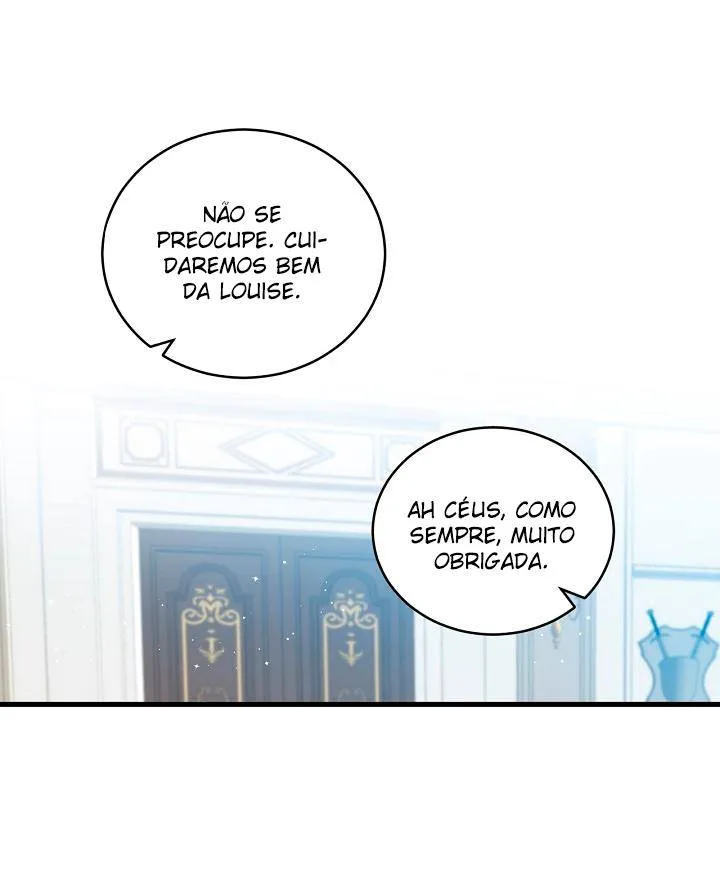 NÃO SE
PREOCUPE. CUI-
DAREMOS BEM
DA LOUISE.
AH CÉUS, COMO
SEMPRE, MUITO
OBRIGADA.